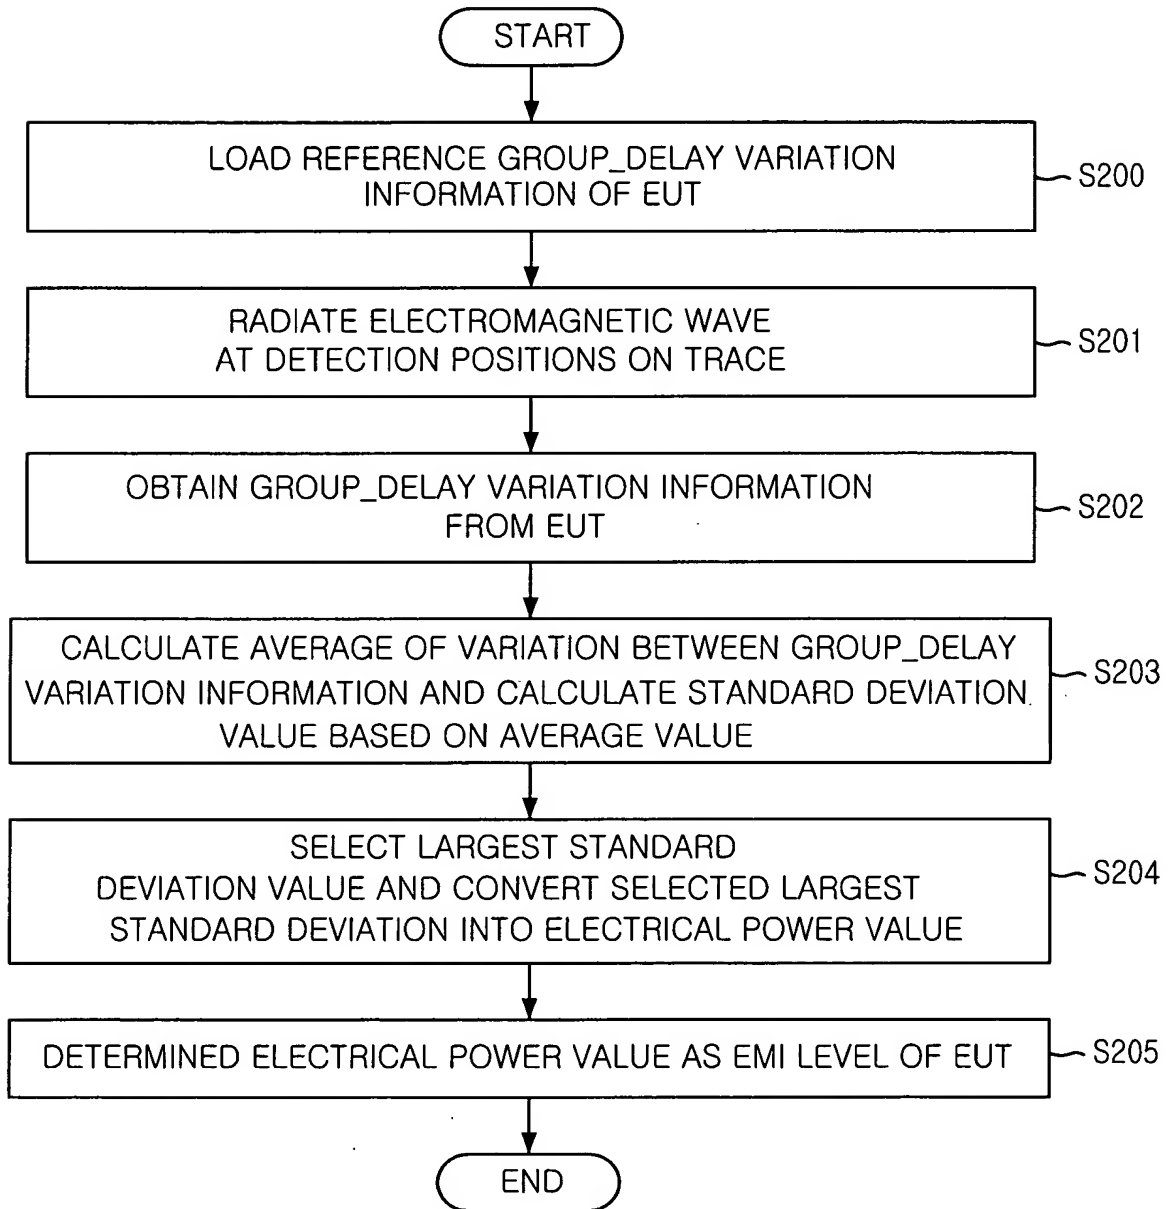 START
LOAD REFERENCE GROUP_DELAY VARIATION
INFORMATION OF EUT
S200
RADIATE ELECTROMAGNETIC WAVE
AT DETECTION POSITIONS ON TRACE
S201
OBTAIN GROUP_DELAY VARIATION INFORMATION
FROM EUT
S202
CALCULATE AVERAGE OF VARIATION BETWEEN GROUP_DELAY
VARIATION INFORMATION AND CALCULATE STANDARD DEVIATION
VALUE BASED ON AVERAGE VALUE
S203
SELECT LARGEST STANDARD
DEVIATION VALUE AND CONVERT SELECTED LARGEST
STANDARD DEVIATION INTO ELECTRICAL POWER VALUE
S204
DETERMINED ELECTRICAL POWER VALUE AS EMI LEVEL OF EUT
S205
END